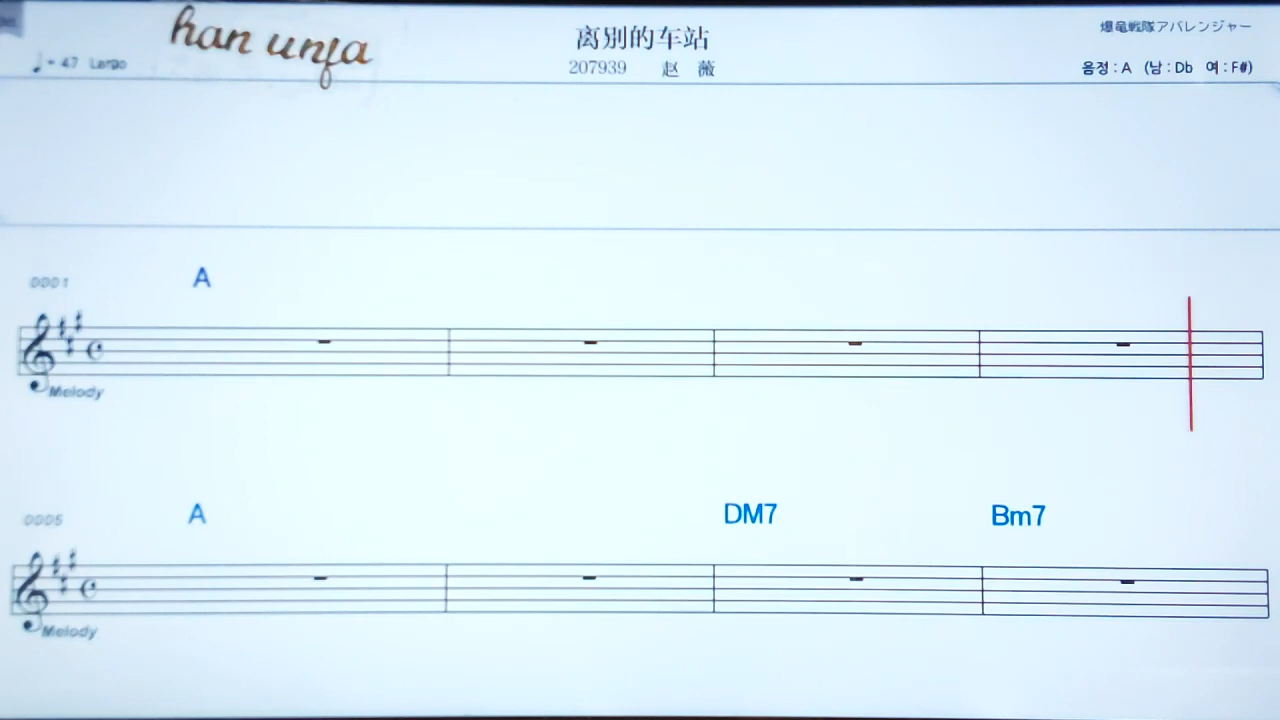 han unfa
离别的车站
爆竜戦隊アバレンジャー
♩= 47 Largo
207939 赵 薇
음정 : A (남 : Db 여 : F#)
0001 A
Melody
0005 A DM7 Bm7
Melody